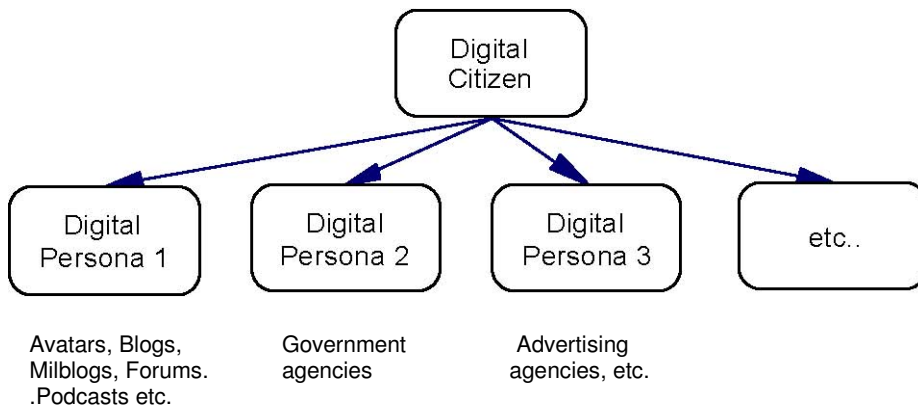 Digital
Citizen
Digital
Persona 1
Digital
Persona 2
Digital
Persona 3
etc..
Avatars, Blogs,
Milblogs, Forums.
.Podcasts etc.
Government
agencies
Advertising
agencies, etc.